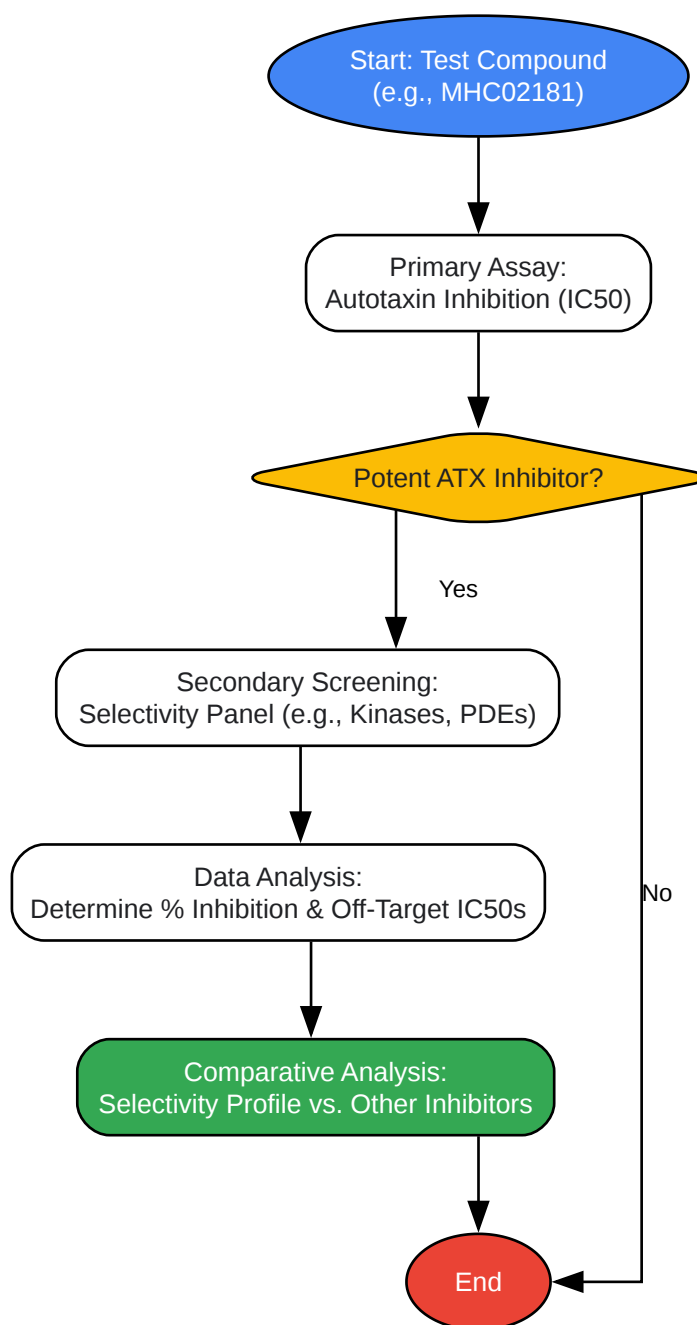 Start: Test Compound
(e.g., MHC02181)
Primary Assay:
Autotaxin Inhibition (IC50)
Potent ATX Inhibitor?
Yes
Secondary Screening:
Selectivity Panel (e.g., Kinases, PDEs)
Data Analysis:
Determine % Inhibition & Off-Target IC50s
No
Comparative Analysis:
Selectivity Profile vs. Other Inhibitors
End